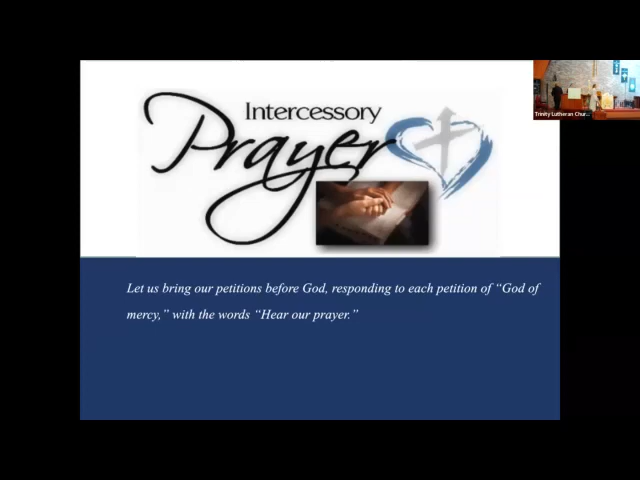 Intercessory
Prayer
Trinity Lutheran Chur...
Let us bring our petitions before God, responding to each petition of “God of
mercy,” with the words “Hear our prayer.”